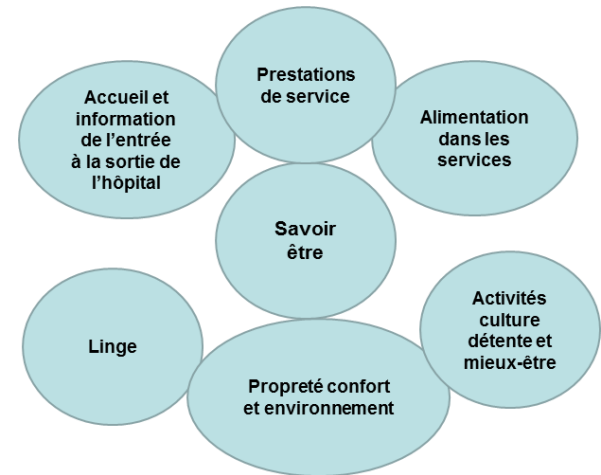 Prestations
de service
Accueil et
information
de l’entrée
à la sortie de
l’hôpital
Alimentation
dans les
services
Savoir
être
Activités
culture
détente et
mieux-être
Linge
Propreté confort
et environnement